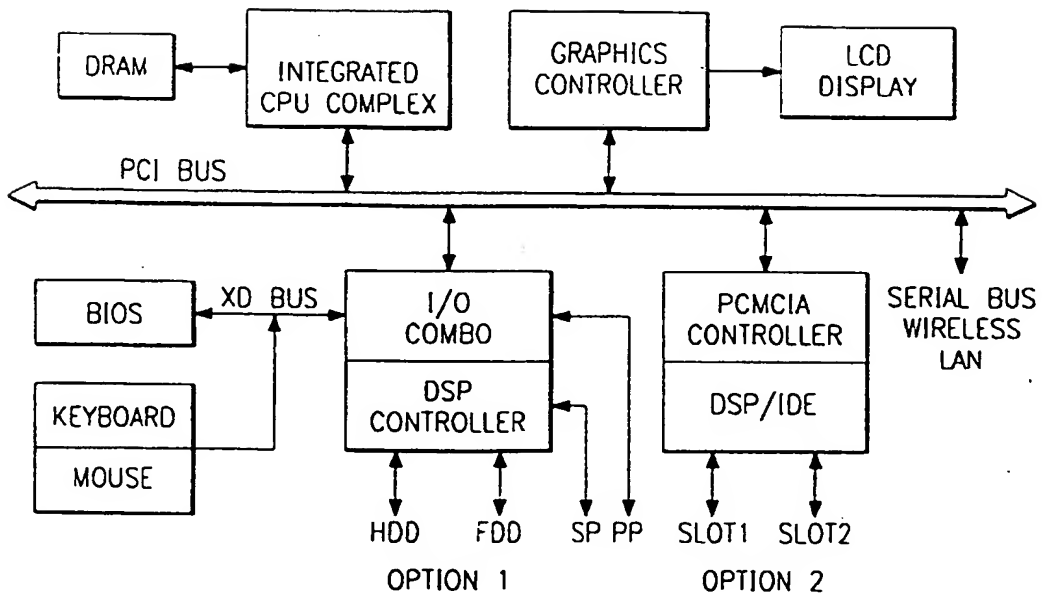 DRAM
INTEGRATED
CPU COMPLEX
GRAPHICS
CONTROLLER
LCD
DISPLAY
PCI BUS
BIOS
XD BUS
I/O
COMBO
DSP
CONTROLLER
KEYBOARD
MOUSE
PCMCIA
CONTROLLER
DSP/IDE
SERIAL BUS
WIRELESS
LAN
HDD
FDD
SP
PP
SLOT1
SLOT2
OPTION 1
OPTION 2